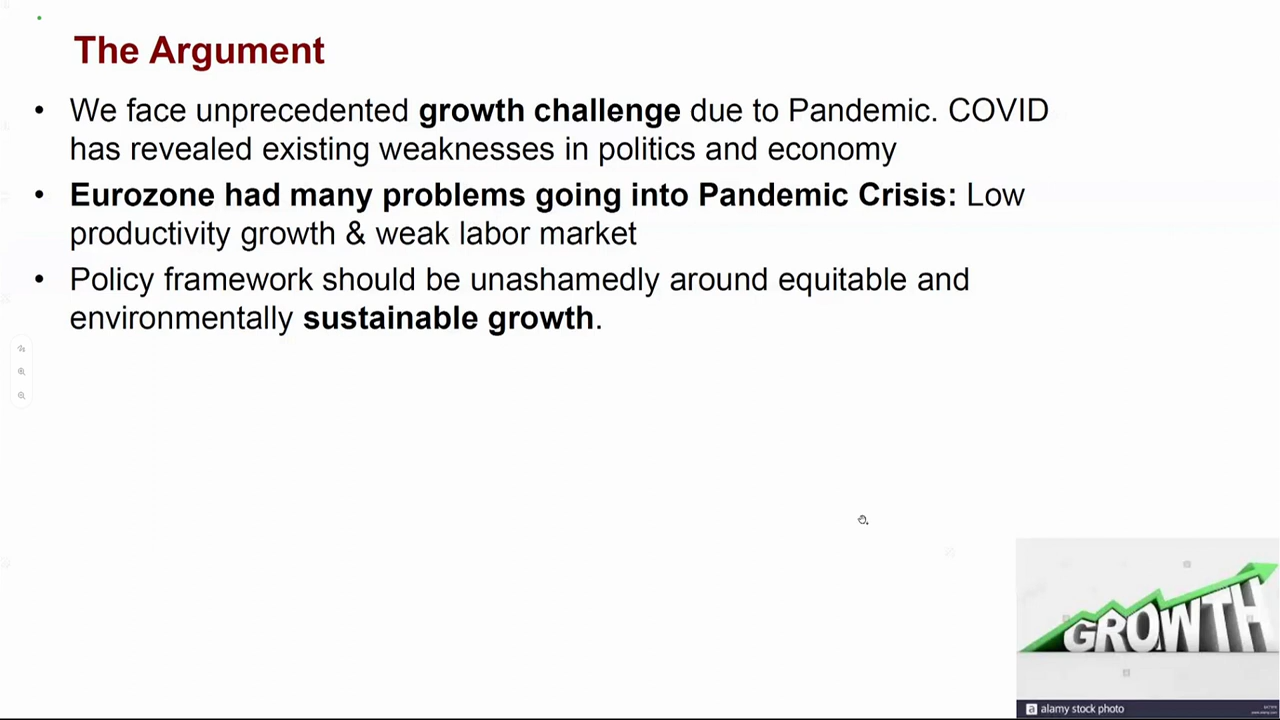 The Argument
• We face unprecedented growth challenge due to Pandemic. COVID
has revealed existing weaknesses in politics and economy
• Eurozone had many problems going into Pandemic Crisis: Low
productivity growth & weak labor market
• Policy framework should be unashamedly around equitable and
environmentally sustainable growth.
GROWTH
a alamy stock photo